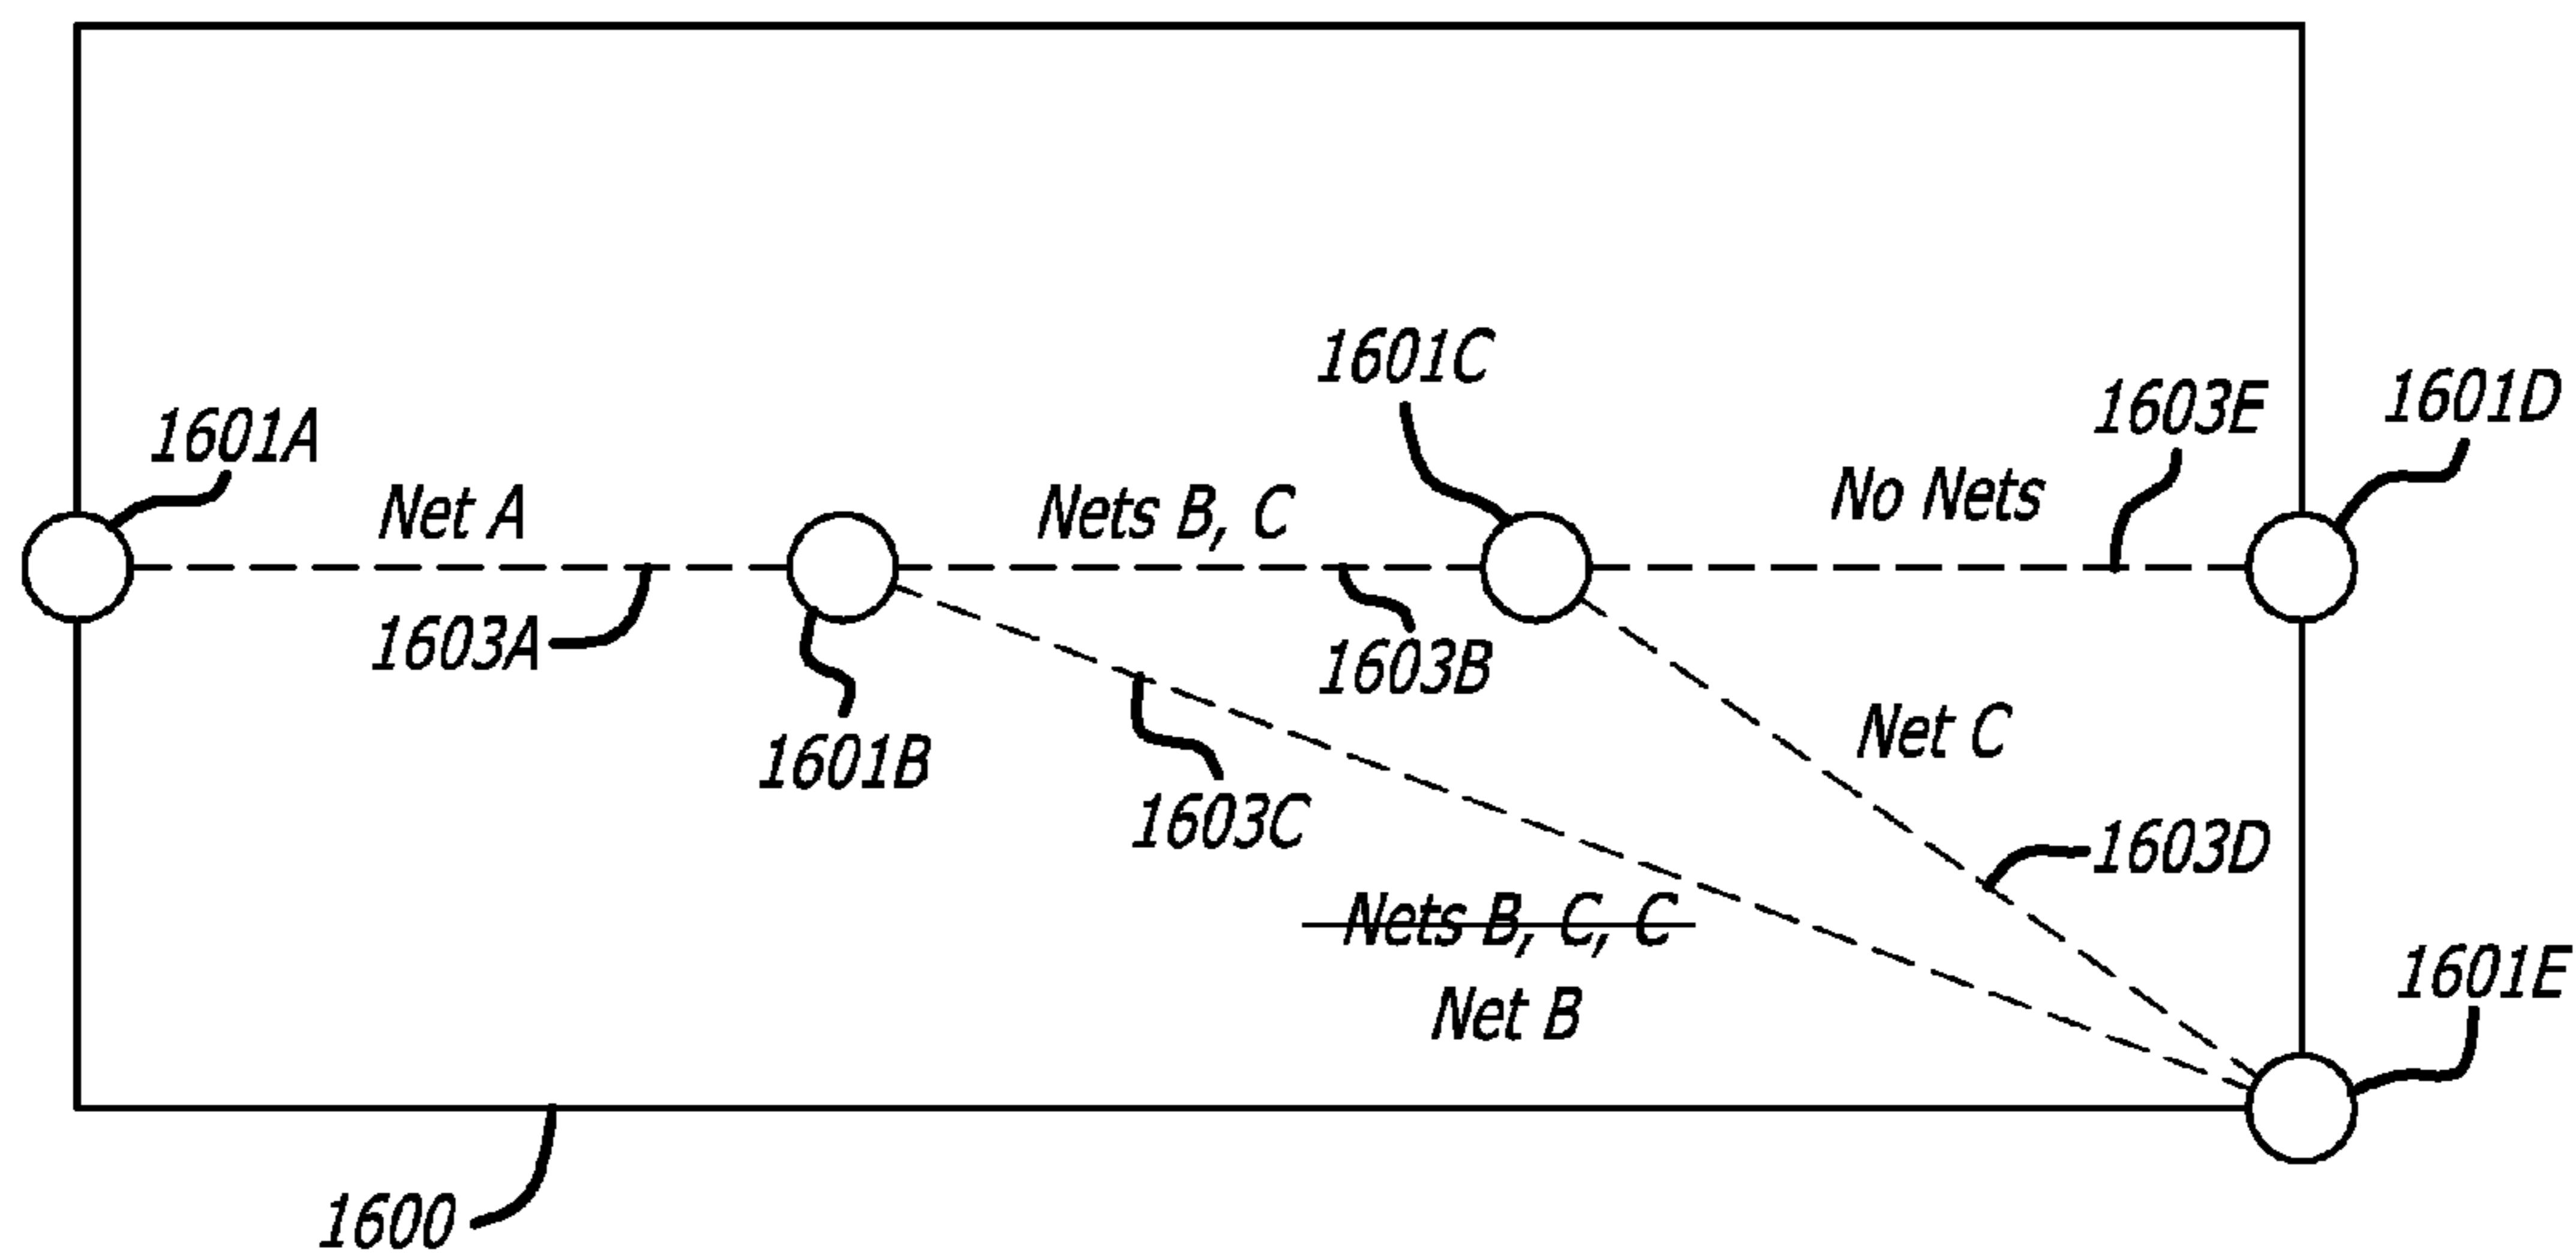 1601C
1601D
1603E
1601A
Net A
Nets B, C
No Nets
1603A
1603B
1601B
Net C
1603C
1603D
Nets B, C, C
Net B
1601E
1600